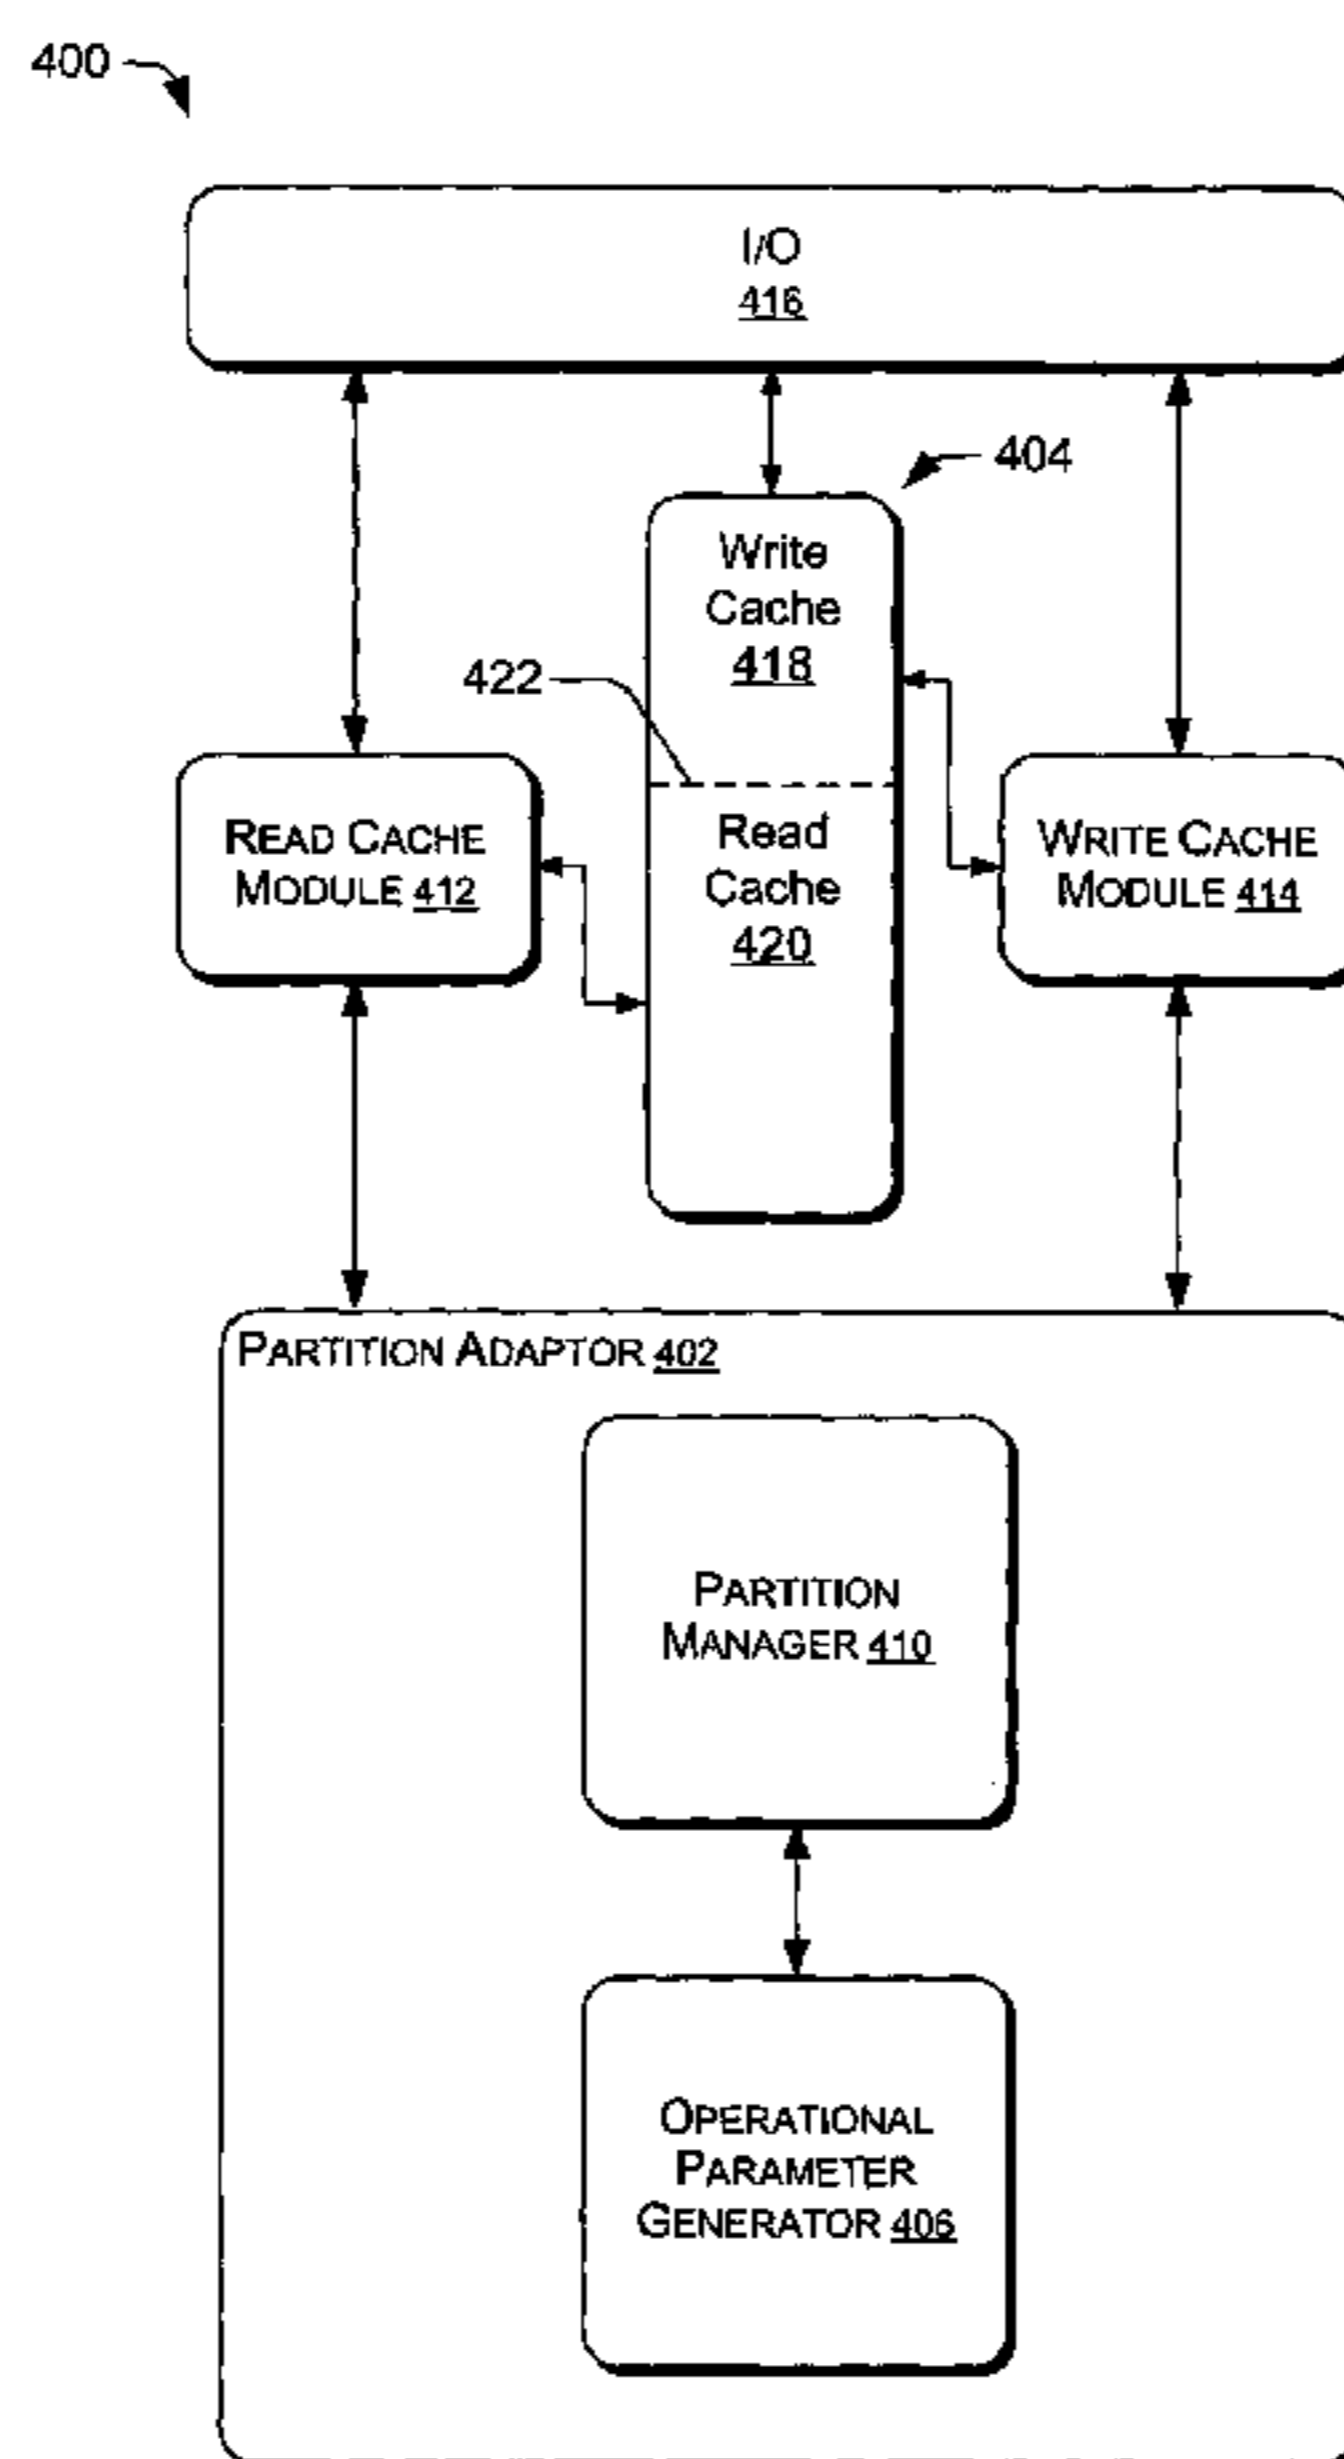 400
I/O
416
404
Write
Cache
418
422
Read
Cache
420
READ CACHE
MODULE 412
WRITE CACHE
MODULE 414
PARTITION ADAPTOR 402
PARTITION
MANAGER 410
OPERATIONAL
PARAMETER
GENERATOR 406